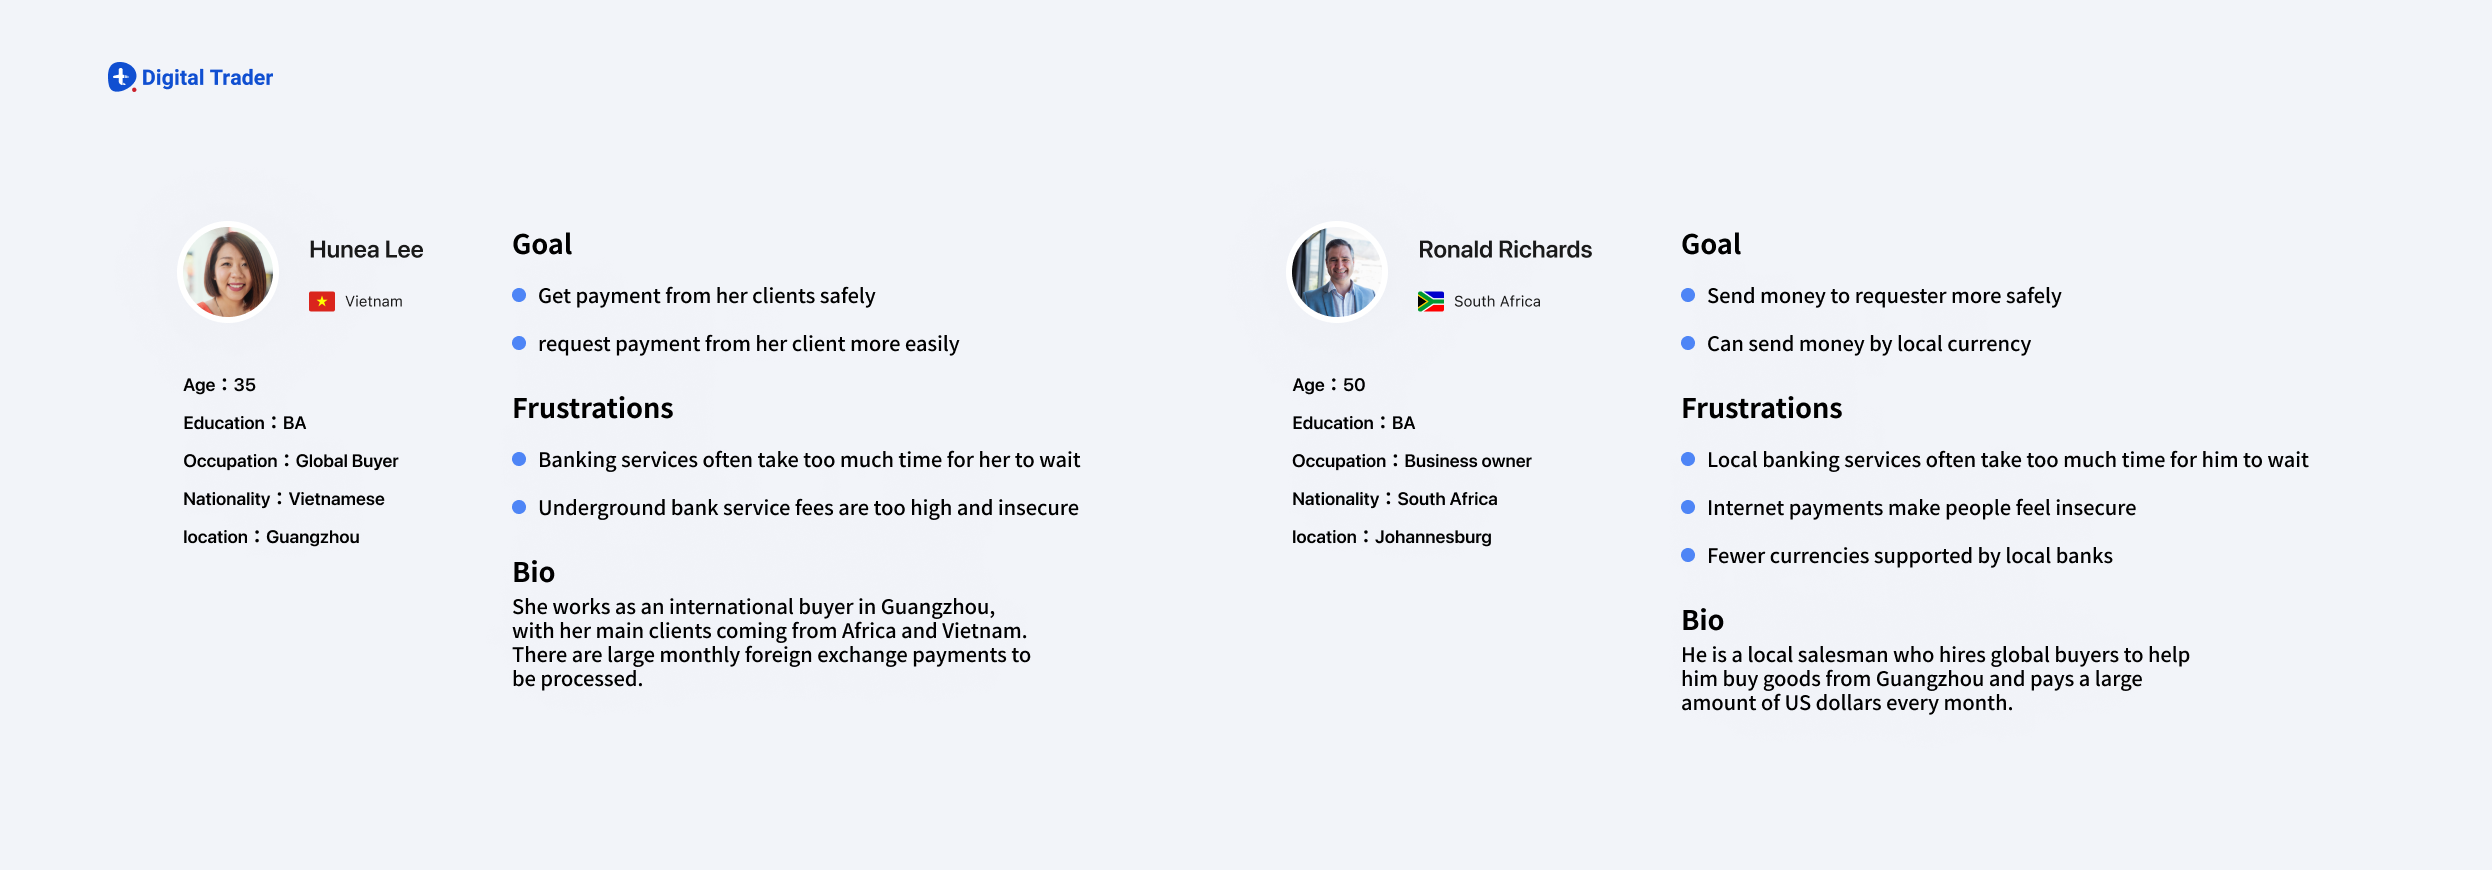 Digital Trader
Hunea Lee
Vietnam
Age：35
Education：BA
Occupation：Global Buyer
Nationality：Vietnamese
location：Guangzhou
Goal
Get payment from her clients safely
request payment from her client more easily
Frustrations
Banking services often take too much time for her to wait
Underground bank service fees are too high and insecure
Bio
She works as an international buyer in Guangzhou,
with her main clients coming from Africa and Vietnam.
There are large monthly foreign exchange payments to
be processed.
Ronald Richards
South Africa
Age：50
Education：BA
Occupation：Business owner
Nationality：South Africa
location：Johannesburg
Goal
Send money to requester more safely
Can send money by local currency
Frustrations
Local banking services often take too much time for him to wait
Internet payments make people feel insecure
Fewer currencies supported by local banks
Bio
He is a local salesman who hires global buyers to help
him buy goods from Guangzhou and pays a large
amount of US dollars every month.